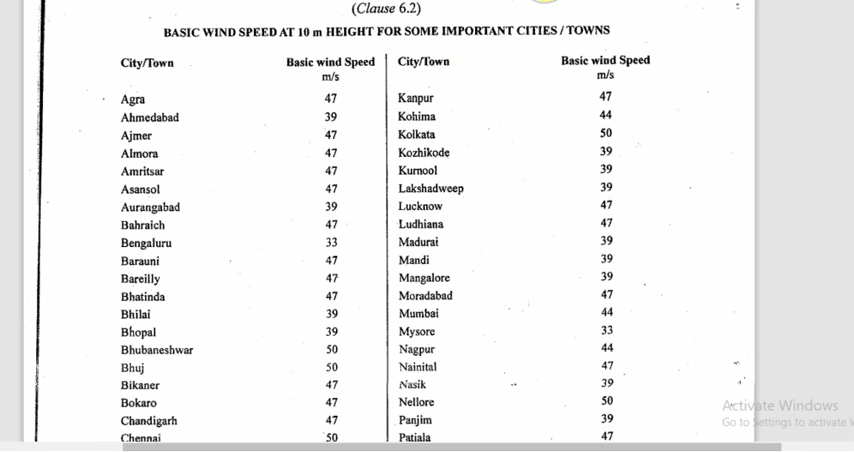 (Clause 6.2)
BASIC WIND SPEED AT 10 m HEIGHT FOR SOME IMPORTANT CITIES / TOWNS
City/Town Basic wind Speed City/Town Basic wind Speed
m/s m/s
Agra 47 Kanpur 47
Ahmedabad 39 Kohima 44
Ajmer 47 Kolkata 50
Almora 47 Kozhikode 39
Amritsar 47 Kurnool 39
Asansol 47 Lakshadweep 39
Aurangabad 39 Lucknow 47
Bahraich 47 Ludhiana 47
Bengaluru 33 Madurai 39
Barauni 47 Mandi 39
Bareilly 47 Mangalore 39
Bhatinda 47 Moradabad 47
Bhilai 39 Mumbai 44
Bhopal 39 Mysore 33
Bhubaneshwar 50 Nagpur 44
Bhuj 50 Nainital 47
Bikaner 47 Nasik 39
Bokaro 47 Nellore 50
Chandigarh 47 Panjim 39
Chennai 50 Patiala 47
Activate Windows
Go to Settings to activate